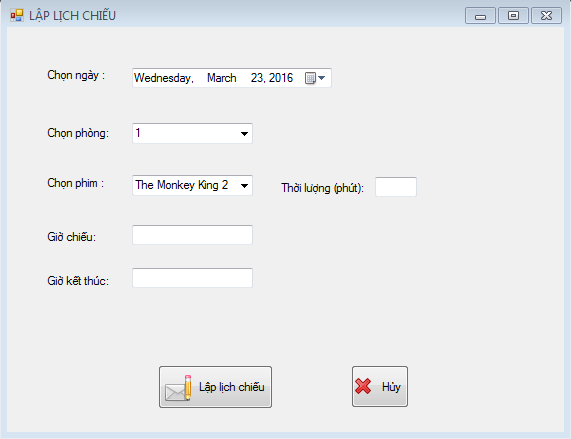 LẬP LỊCH CHIẾU
Chọn ngày : Wednesday, March 23, 2016
Chọn phòng: 1
Chọn phim : The Monkey King 2 Thời lượng (phút):
Giờ chiếu:
Giờ kết thúc:
Lập lịch chiếu Hủy